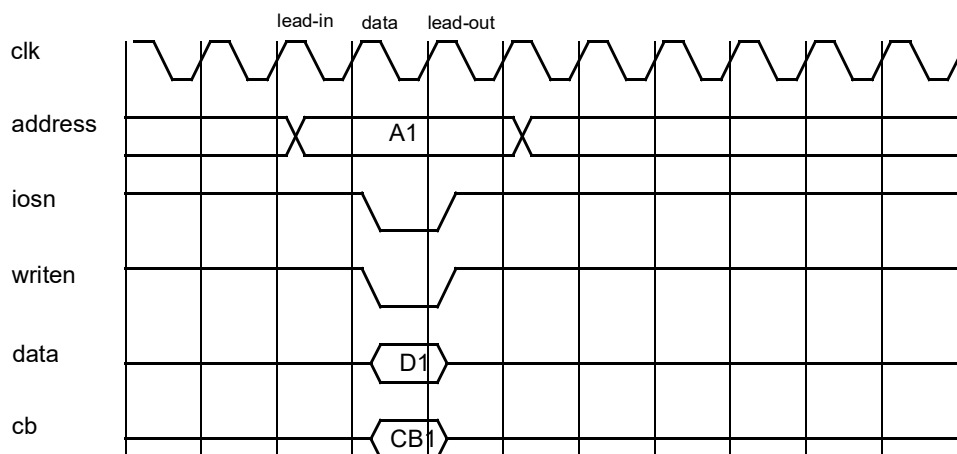 lead-in data lead-out
clk
address A1
iosn
writen
data D1
cb CB1